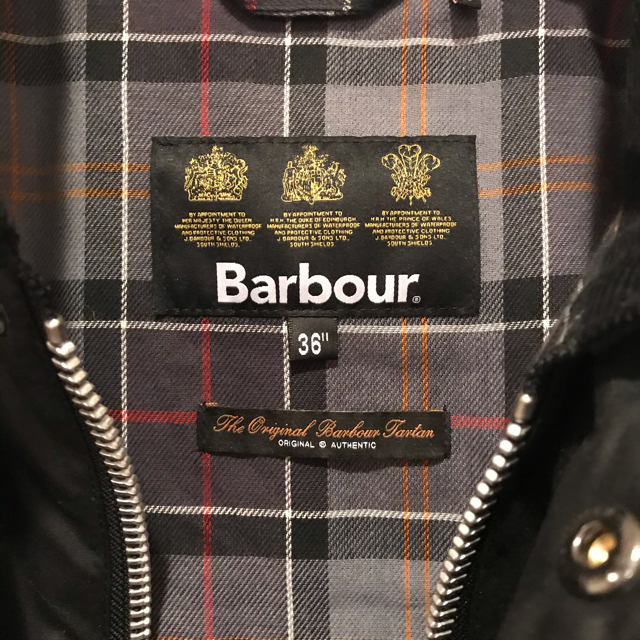 BY APPOINTMENT TO
HER MAJESTY THE QUEEN
MANUFACTURERS OF WATERPROOF
AND PROTECTIVE CLOTHING
J. BARBOUR & SONS LTD.
SOUTH SHIELDS
BY APPOINTMENT TO
H.R.H. THE DUKE OF EDINBURGH
MANUFACTURERS OF WATERPROOF
AND PROTECTIVE CLOTHING
J. BARBOUR & SONS LTD.,
SOUTH SHIELDS
BY APPOINTMENT TO
H.R.H. THE PRINCE OF WALES
MANUFACTURERS OF WATERPROOF
AND PROTECTIVE CLOTHING
J. BARBOUR & SONS LTD.
SOUTH SHIELDS
Barbour®
36"
The Original Barbour Tartan
ORIGINAL © AUTHENTIC